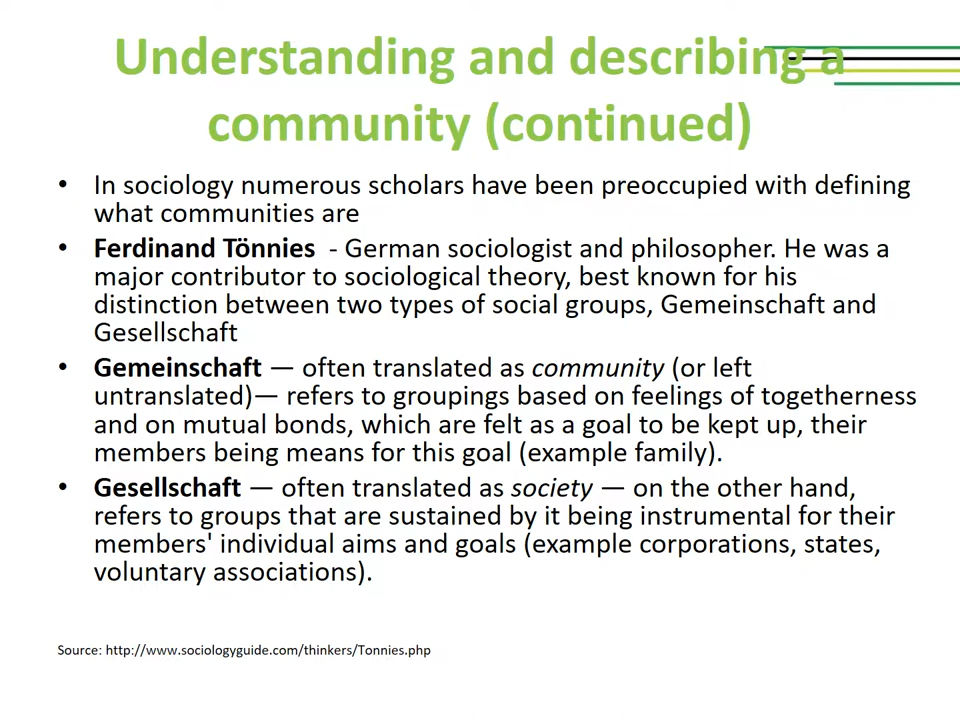 Understanding and describing a
community (continued)
• In sociology numerous scholars have been preoccupied with defining
what communities are
• Ferdinand Tönnies  - German sociologist and philosopher. He was a
major contributor to sociological theory, best known for his
distinction between two types of social groups, Gemeinschaft and
Gesellschaft
• Gemeinschaft — often translated as community (or left
untranslated)— refers to groupings based on feelings of togetherness
and on mutual bonds, which are felt as a goal to be kept up, their
members being means for this goal (example family).
• Gesellschaft — often translated as society — on the other hand,
refers to groups that are sustained by it being instrumental for their
members' individual aims and goals (example corporations, states,
voluntary associations).
Source: http://www.sociologyguide.com/thinkers/Tonnies.php